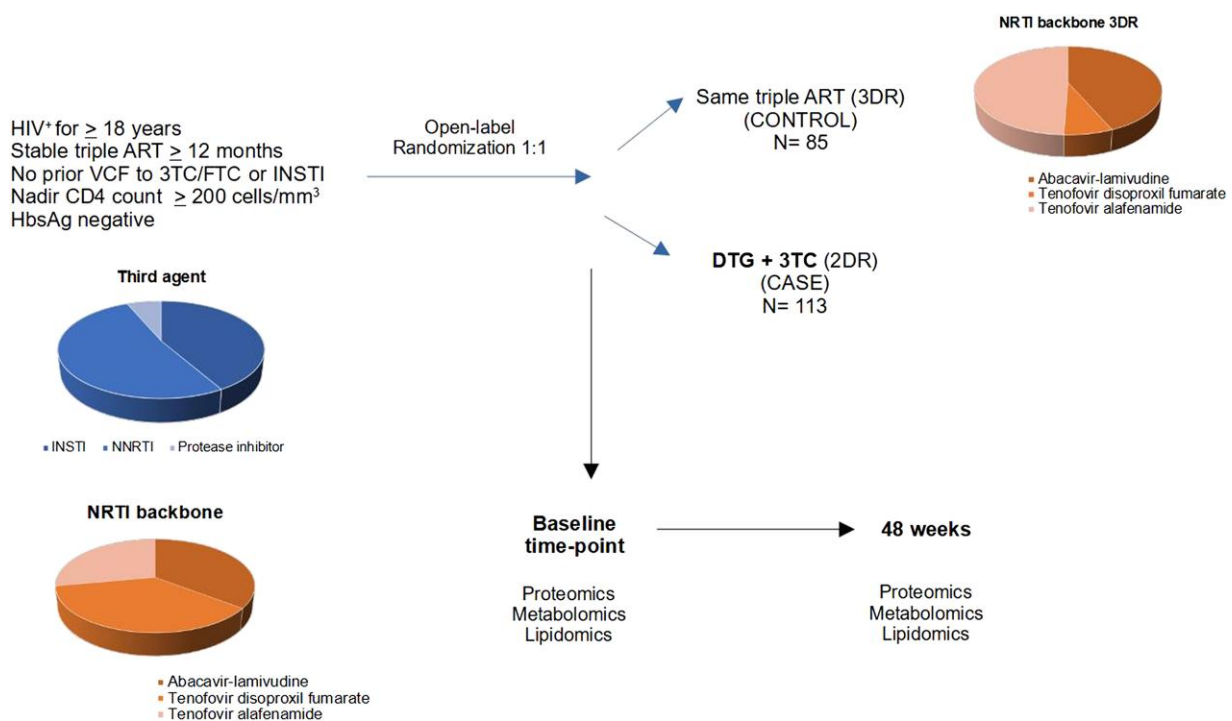 HIV⁺ for ≥ 18 years
Stable triple ART ≥ 12 months
No prior VCF to 3TC/FTC or INSTI
Nadir CD4 count ≥ 200 cells/mm³
HbsAg negative
Open-label
Randomization 1:1
Same triple ART (3DR)
(CONTROL)
N= 85
NRTI backbone 3DR
Abacavir-lamivudine
Tenofovir disoproxil fumarate
Tenofovir alafenamide
DTG + 3TC (2DR)
(CASE)
N= 113
Third agent
INSTI NNRTI Protease inhibitor
NRTI backbone
Abacavir-lamivudine
Tenofovir disoproxil fumarate
Tenofovir alafenamide
Baseline
time-point
Proteomics
Metabolomics
Lipidomics
48 weeks
Proteomics
Metabolomics
Lipidomics